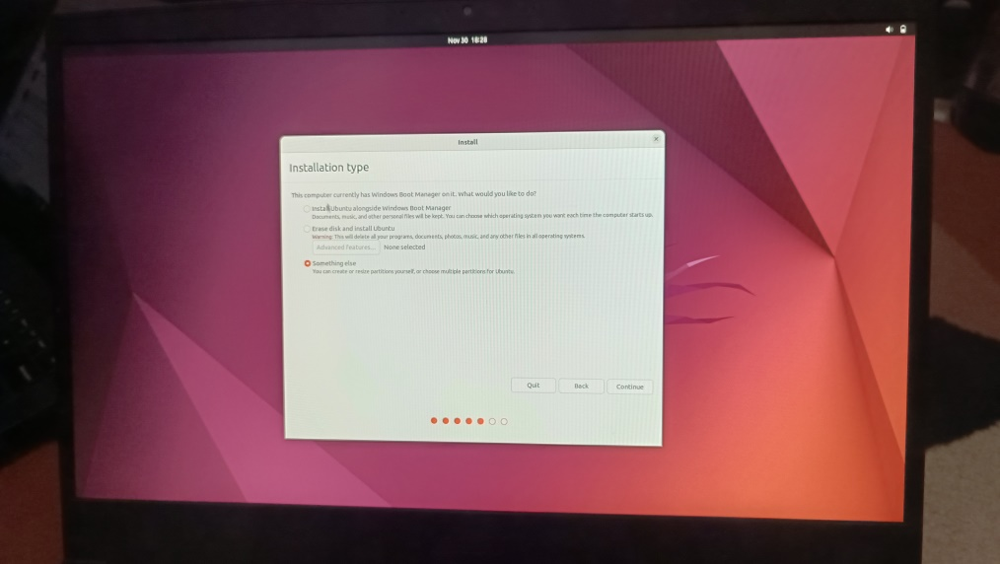 Nov 30 16:28
Install
Installation type
This computer currently has Windows Boot Manager on it. What would you like to do?
Install Ubuntu alongside Windows Boot Manager
Documents, music, and other personal files will be kept. You can choose which operating system you want each time the computer starts up.
Erase disk and install Ubuntu
Warning: This will delete all your programs, documents, photos, music, and any other files in all operating systems.
Advanced features... None selected
Something else
You can create or resize partitions yourself, or choose multiple partitions for Ubuntu.
Quit Back Continue